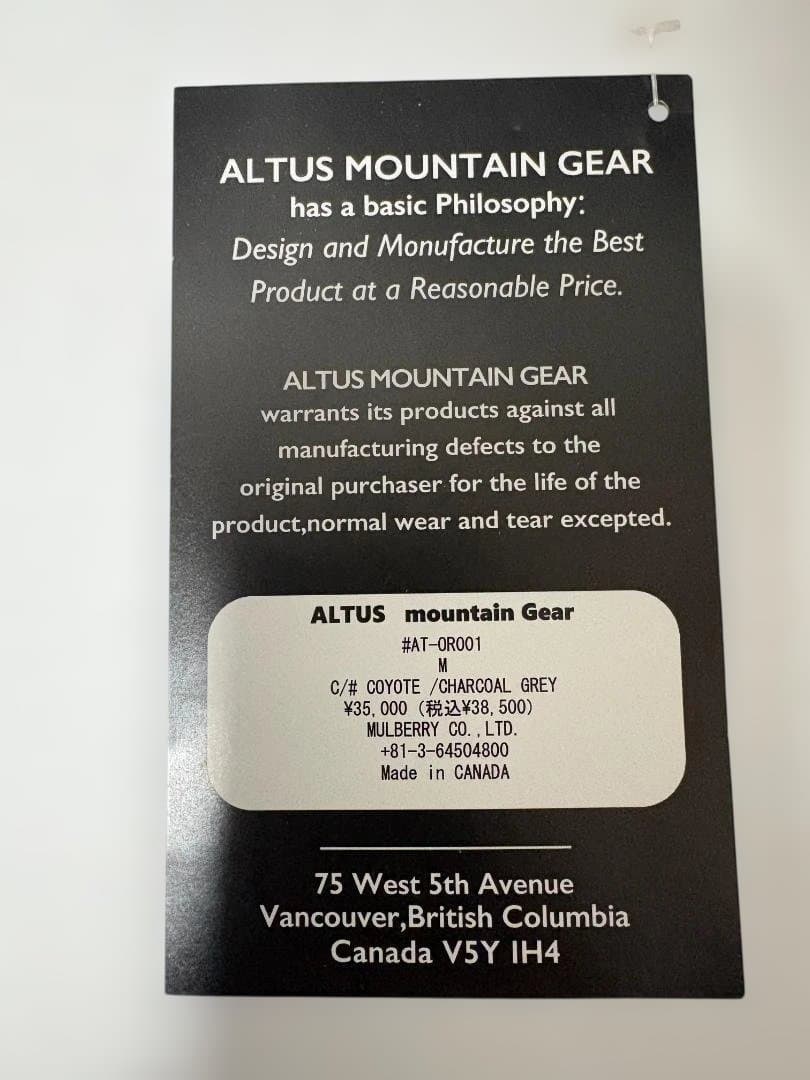 ALTUS MOUNTAIN GEAR
has a basic Philosophy:
Design and Monufacture the Best
Product at a Reasonable Price.
ALTUS MOUNTAIN GEAR
warrants its products against all
manufacturing defects to the
original purchaser for the life of the
product,normal wear and tear excepted.
ALTUS mountain Gear
#AT-OR001
M
C/# COYOTE /CHARCOAL GREY
¥35,000 (税込¥38,500)
MULBERRY CO.,LTD.
+81-3-64504800
Made in CANADA
75 West 5th Avenue
Vancouver,British Columbia
Canada V5Y IH4